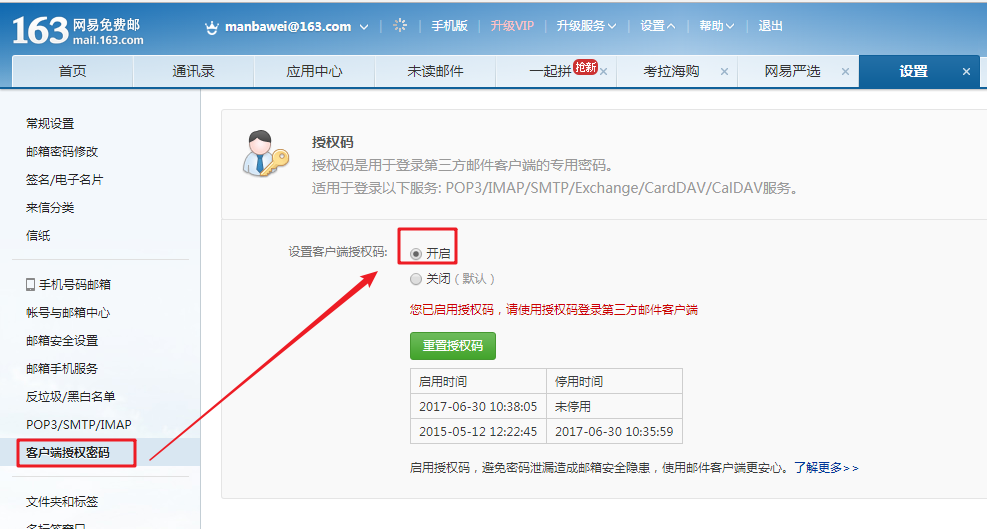 163 网易免费邮
mail.163.com
manbawei@163.com
手机版
升级VIP
升级服务
设置
帮助
退出
首页
通讯录
应用中心
未读邮件
一起拼
抢新
×
考拉海购
×
网易严选
×
设置
×
常规设置
邮箱密码修改
签名/电子名片
来信分类
信纸
手机号码邮箱
帐号与邮箱中心
邮箱安全设置
邮箱手机服务
反垃圾/黑白名单
POP3/SMTP/IMAP
客户端授权密码
文件夹和标签
多标签窗口
授权码
授权码是用于登录第三方邮件客户端的专用密码。
适用于登录以下服务: POP3/IMAP/SMTP/Exchange/CardDAV/CalDAV服务。
设置客户端授权码:
开启
关闭（默认）
您已启用授权码，请使用授权码登录第三方邮件客户端
重置授权码
启用时间 停用时间
2017-06-30 10:38:05 未停用
2015-05-12 12:22:45 2017-06-30 10:35:59
启用授权码，避免密码泄漏造成邮箱安全隐患，使用邮件客户端更安心。了解更多>>